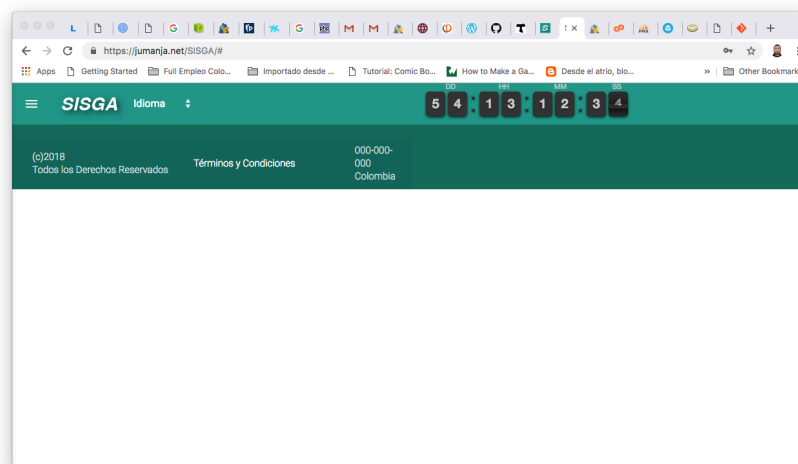 https://jumanja.net/SISGA/#
Apps Getting Started Full Empleo Colo... Importado desde ... Tutorial: Comic Bo... How to Make a Ga... Desde el atrio, blo... » Other Bookmark
DD HH MM SS
SISGA Idioma 5 4 : 1 3 : 1 2 : 3 4
(c)2018
Todos los Derechos Reservados
Términos y Condiciones
000-000-
000
Colombia